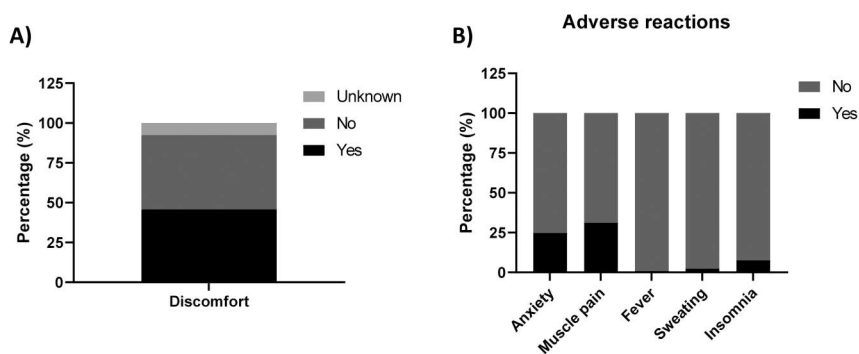 A)
125
100
75
50
25
0
Percentage (%)
Discomfort
Unknown
No
Yes
B)
Adverse reactions
125
100
75
50
25
0
Percentage (%)
Anxiety
Muscle pain
Fever
Sweating
Insomnia
No
Yes